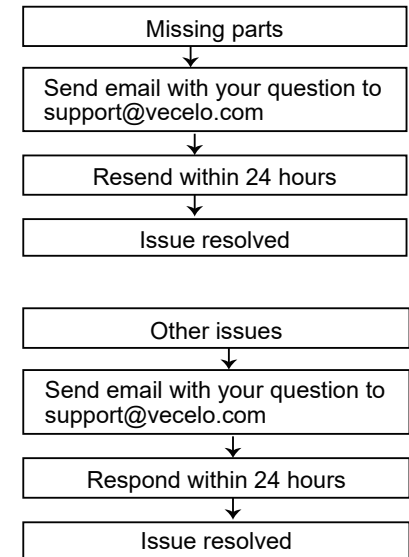 Missing parts
Send email with your question to
support@vecelo.com
Resend within 24 hours
Issue resolved
Other issues
Send email with your question to
support@vecelo.com
Respond within 24 hours
Issue resolved